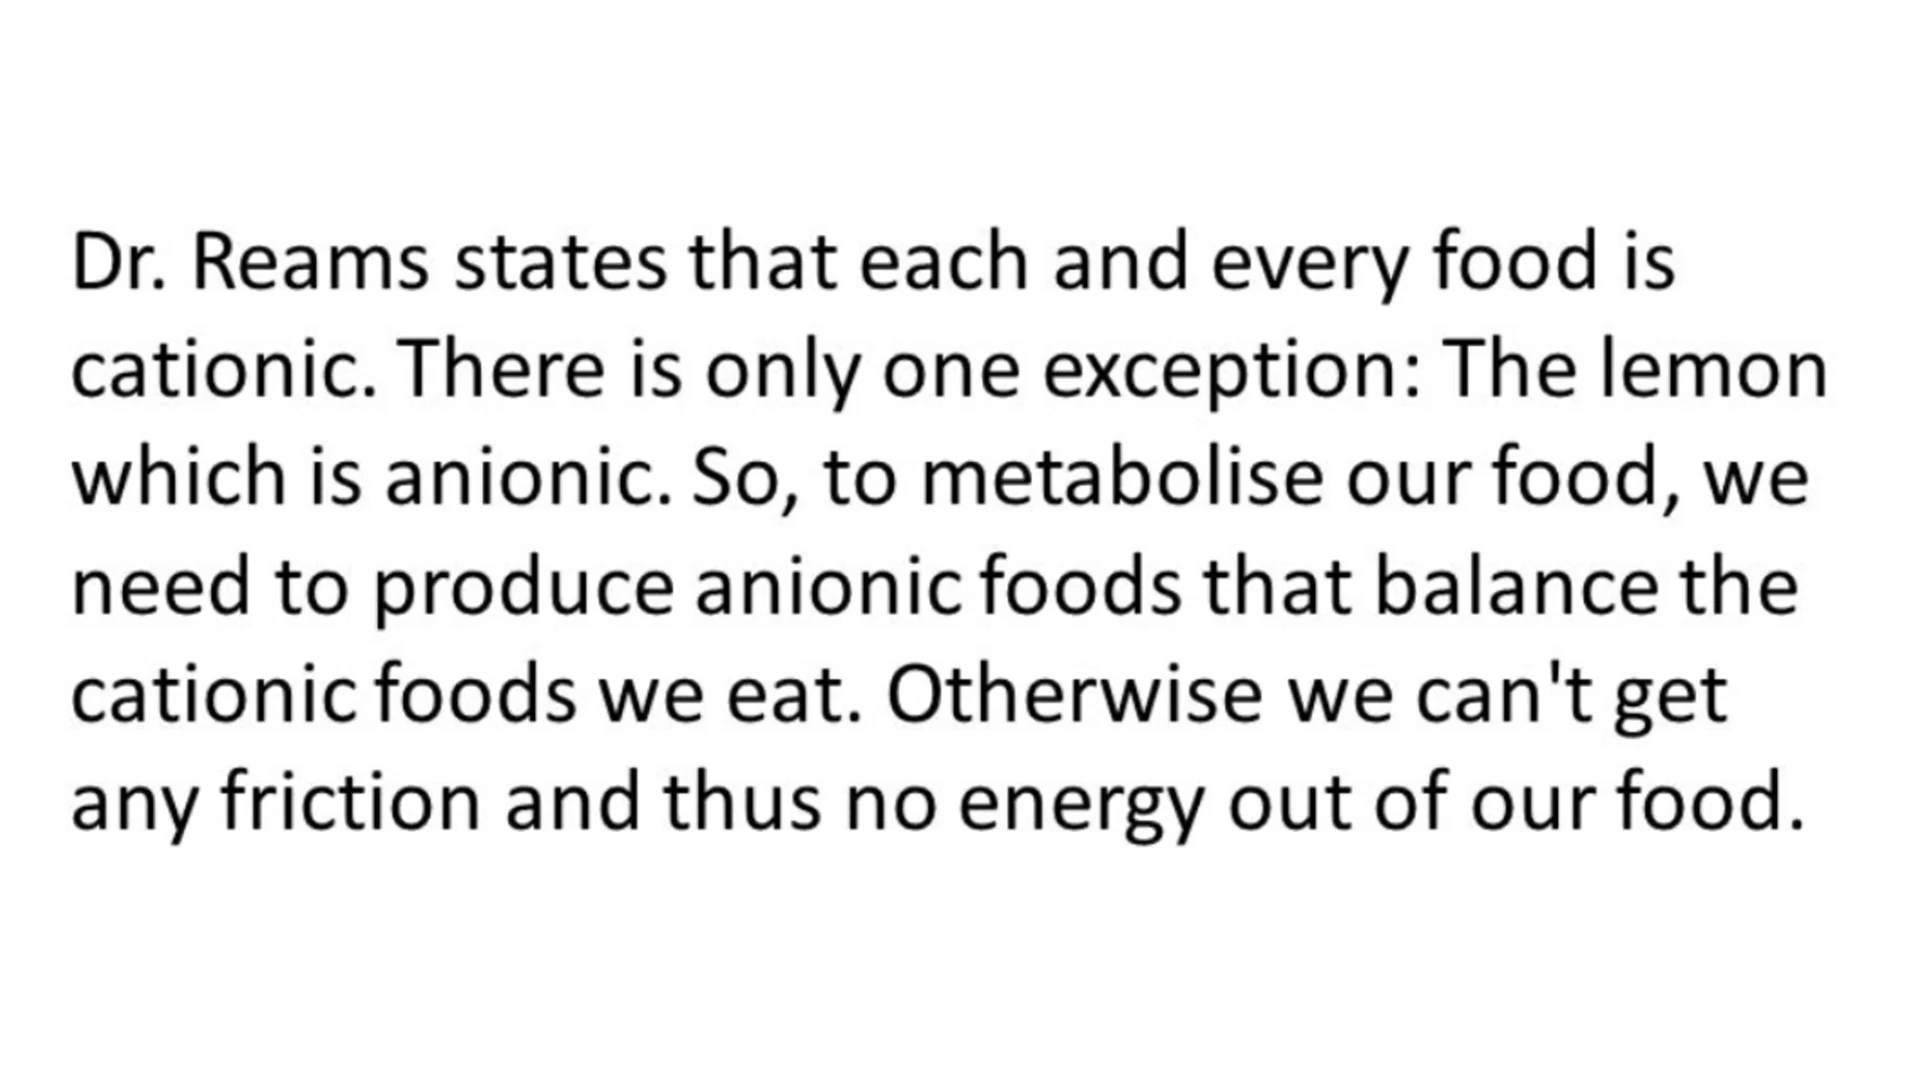 Dr. Reams states that each and every food is
cationic. There is only one exception: The lemon
which is anionic. So, to metabolise our food, we
need to produce anionic foods that balance the
cationic foods we eat. Otherwise we can't get
any friction and thus no energy out of our food.